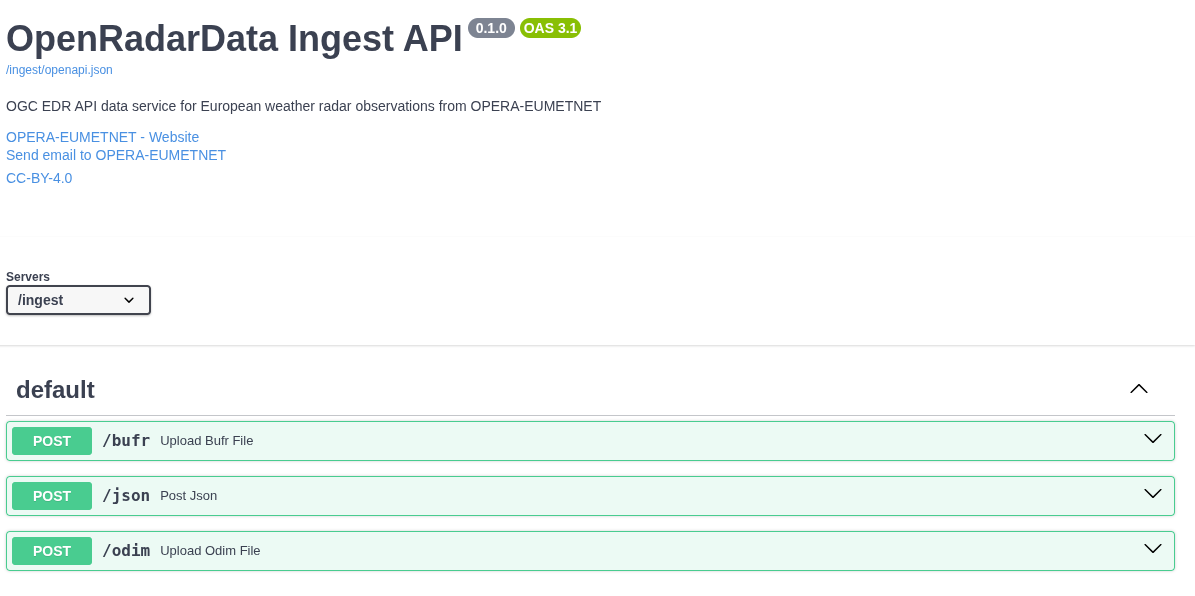 OpenRadarData Ingest API 0.1.0 OAS 3.1
/ingest/openapi.json
OGC EDR API data service for European weather radar observations from OPERA-EUMETNET
OPERA-EUMETNET - Website
Send email to OPERA-EUMETNET
CC-BY-4.0
Servers
/ingest
default
POST /bufr Upload Bufr File
POST /json Post Json
POST /odim Upload Odim File